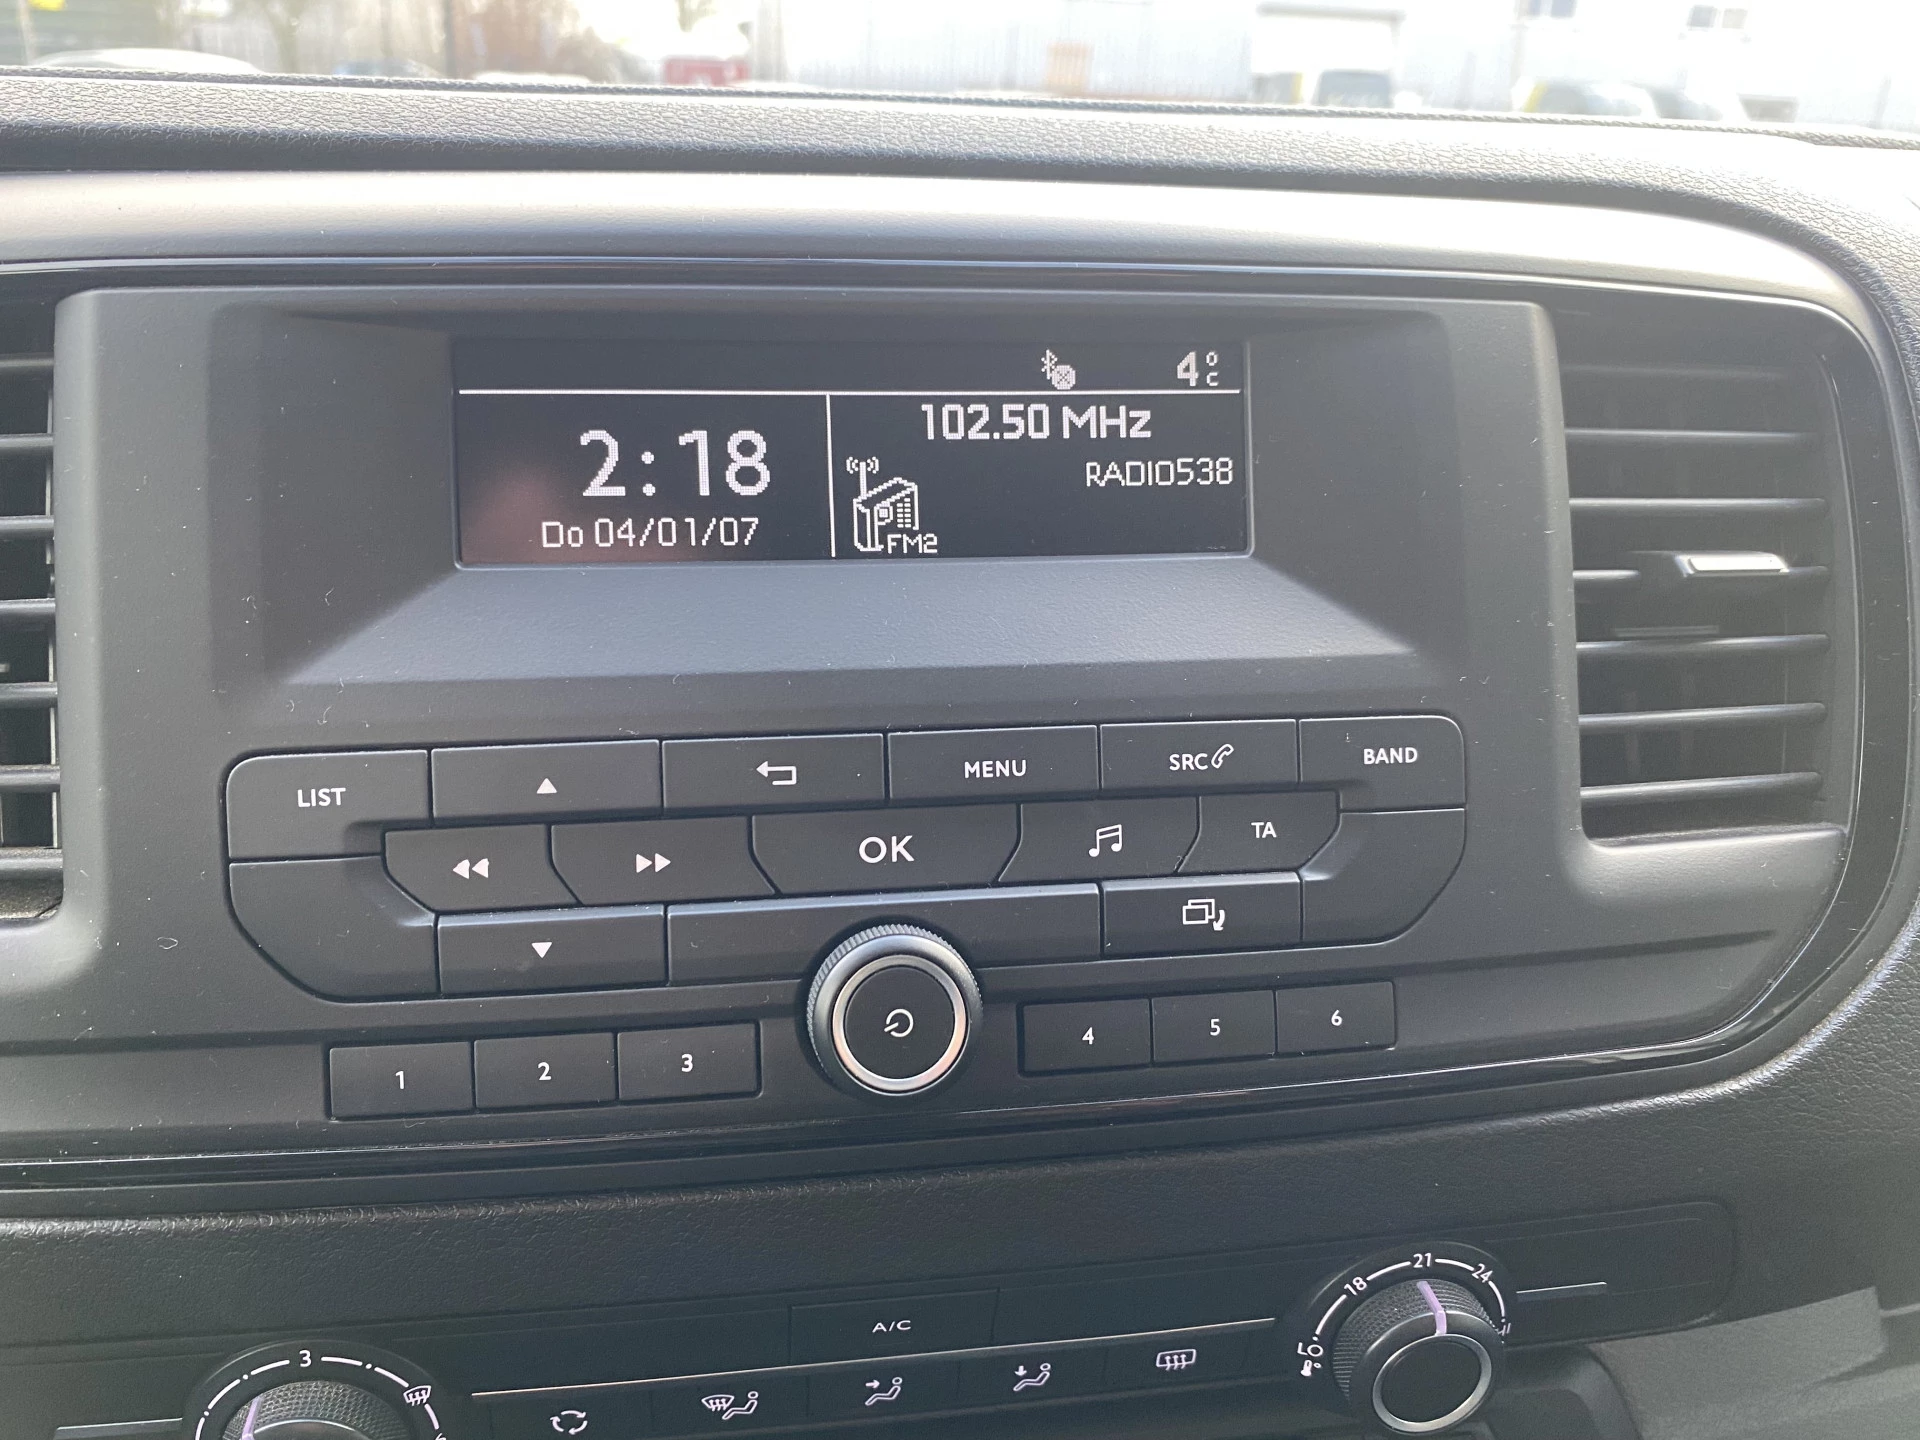 4°C
2:18
Do 04/01/07
102.50 MHz
RADIO538
FM2
LIST
MENU
SRC
BAND
OK
TA
1
2
3
4
5
6
A/C
3
18
21
24